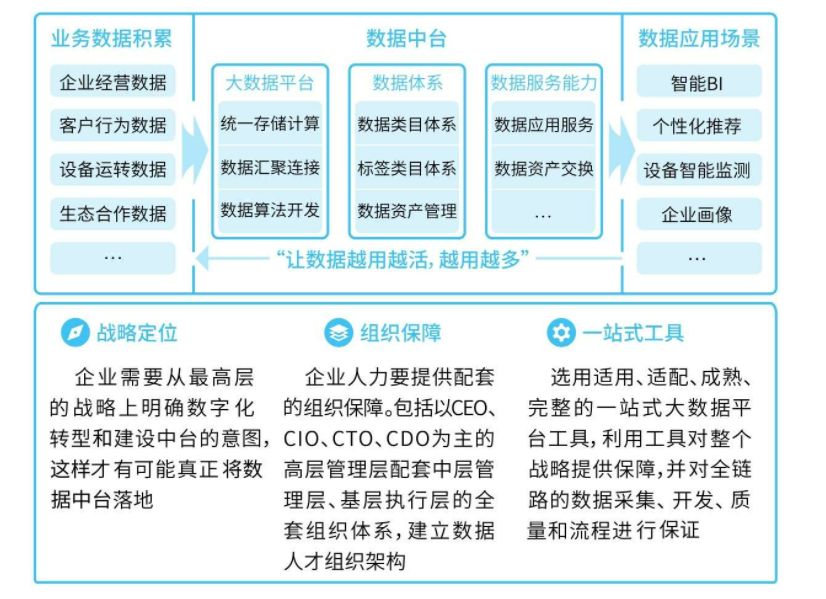 业务数据积累
企业经营数据
客户行为数据
设备运转数据
生态合作数据
…
数据中台
大数据平台
统一存储计算
数据汇聚连接
数据算法开发
数据体系
数据类目体系
标签类目体系
数据资产管理
数据服务能力
数据应用服务
数据资产交换
…
数据应用场景
智能BI
个性化推荐
设备智能监测
企业画像
…
“让数据越用越活，越用越多”
战略定位
企业需要从最高层
的战略上明确数字化
转型和建设中台的意图，
这样才有可能真正将数
据中台落地
组织保障
企业人力要提供配套
的组织保障。包括以CEO、
CIO、CTO、CDO为主的
高层管理层配套中层管
理层、基层执行层的全
套组织体系，建立数据
人才组织架构
一站式工具
选用适用、适配、成熟、
完整的一站式大数据平
台工具，利用工具对整个
战略提供保障，并对全链
路的数据采集、开发、质
量和流程进行保证